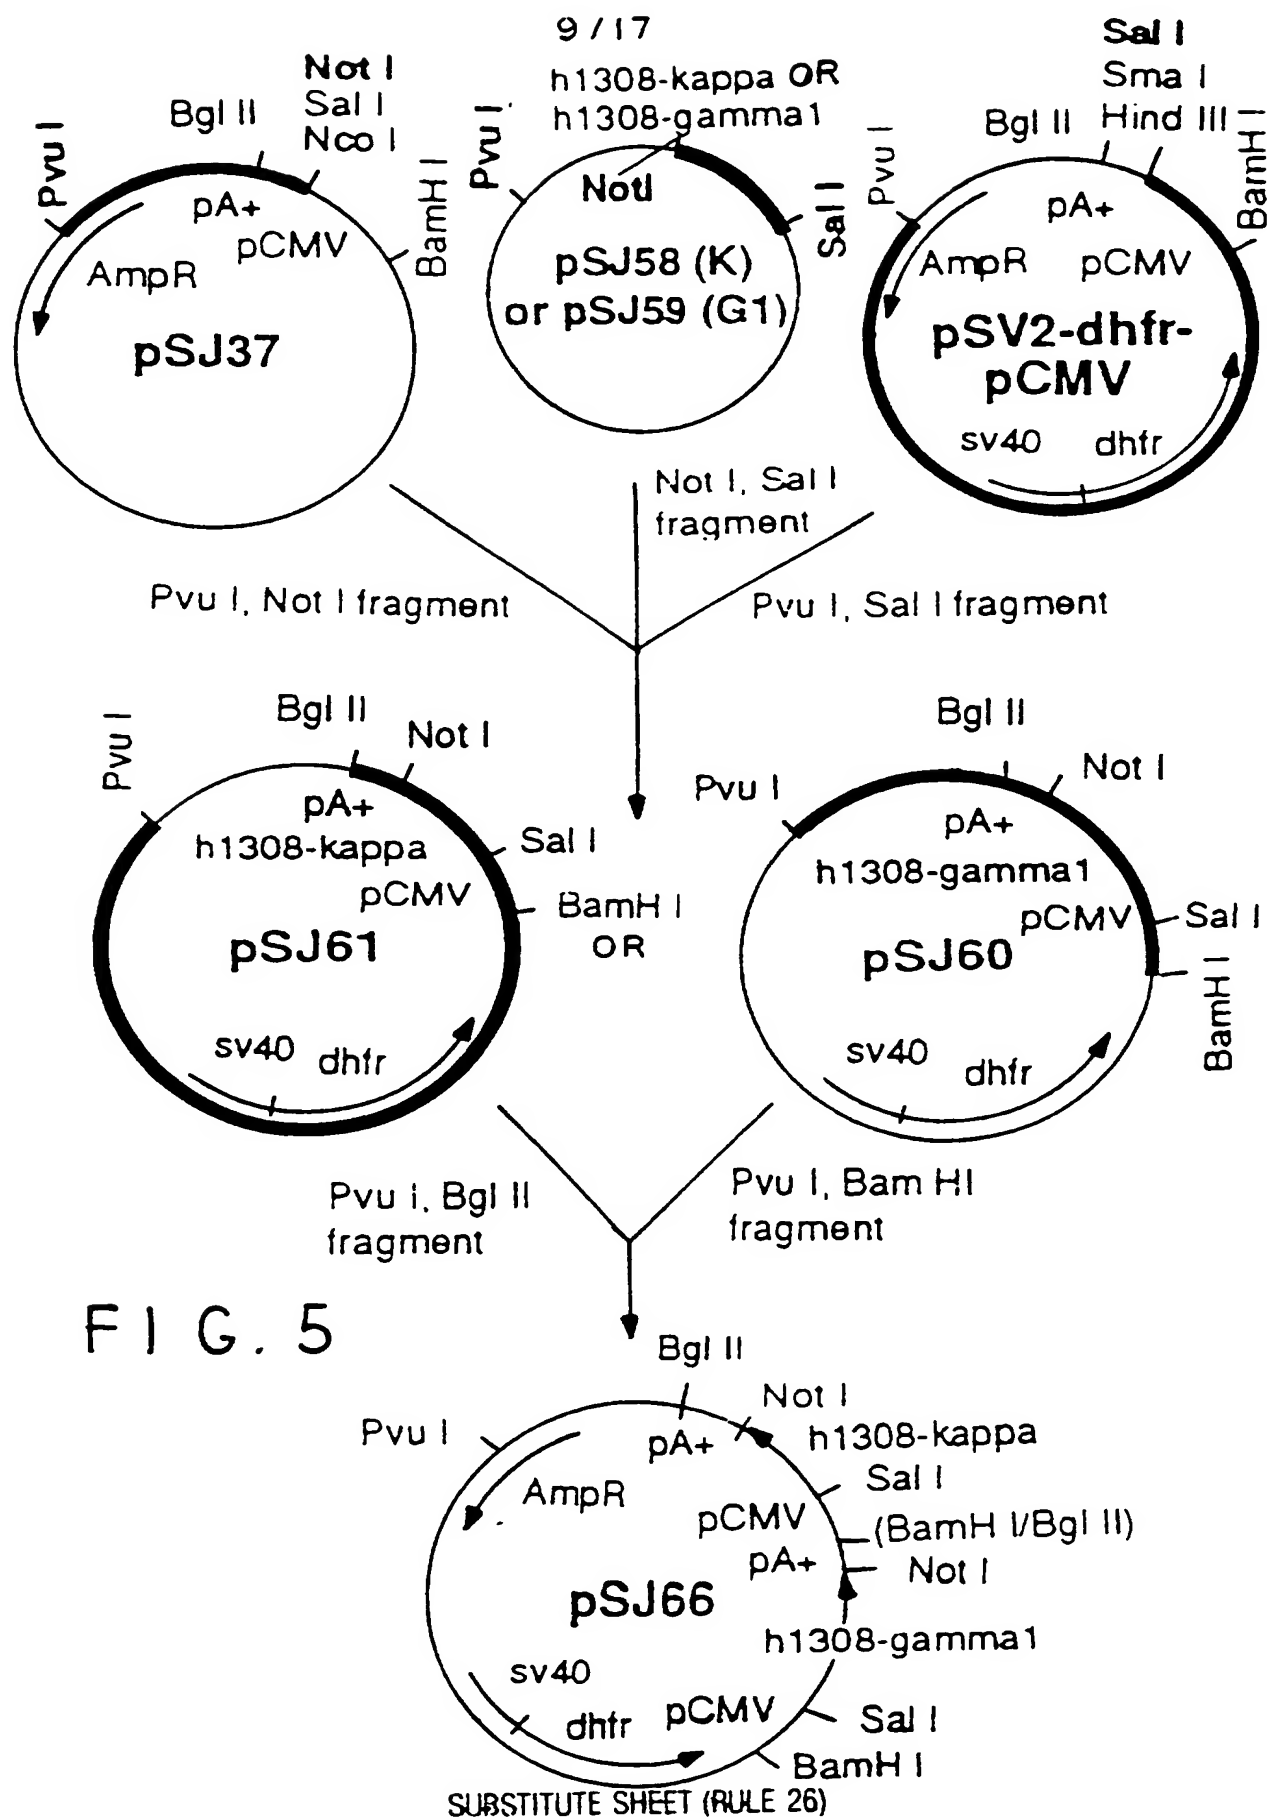 9/17
Pvu I
Bgl II
Not I
Sal I
Nco I
BamH I
pA+
pCMV
AmpR
pSJ37
h1308-kappa OR
h1308-gamma1
Pvu I
NotI
Sal I
pSJ58 (K)
or pSJ59 (G1)
Sal I
Sma I
Hind III
Bgl II
Pvu I
BamH I
pA+
AmpR
pCMV
pSV2-dhfr-
pCMV
sv40
dhfr
Not I, Sal I
fragment
Pvu I, Not I fragment
Pvu I, Sal I fragment
Pvu I
Bgl II
Not I
pA+
h1308-kappa
Sal I
pCMV
BamH I
OR
pSJ61
sv40
dhfr
Bgl II
Pvu I
Not I
pA+
h1308-gamma1
pCMV
Sal I
pSJ60
BamH I
sv40
dhfr
Pvu I, Bgl II
fragment
Pvu I, Bam HI
fragment
FIG. 5
Bgl II
Pvu I
Not I
pA+
h1308-kappa
AmpR
Sal I
pCMV
(BamH I/Bgl II)
pA+
Not I
pSJ66
h1308-gamma1
sv40
dhfr
pCMV
Sal I
BamH I
SUBSTITUTE SHEET (RULE 26)